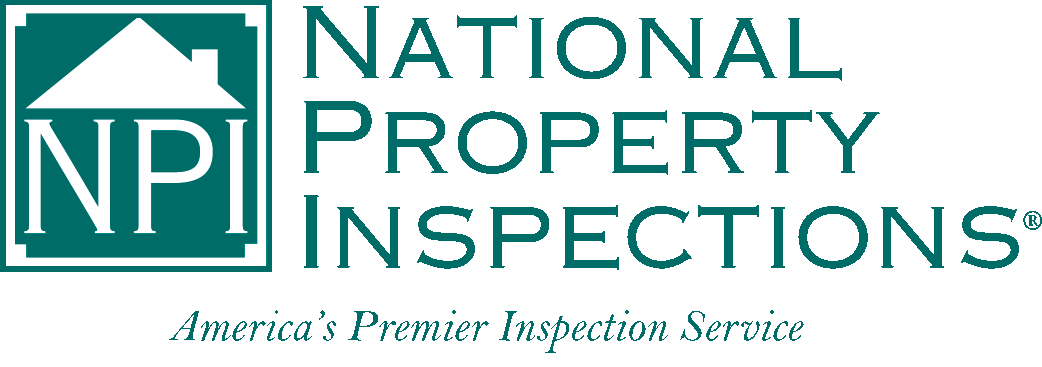 NPI
NATIONAL
PROPERTY
INSPECTIONS®
America's Premier Inspection Service